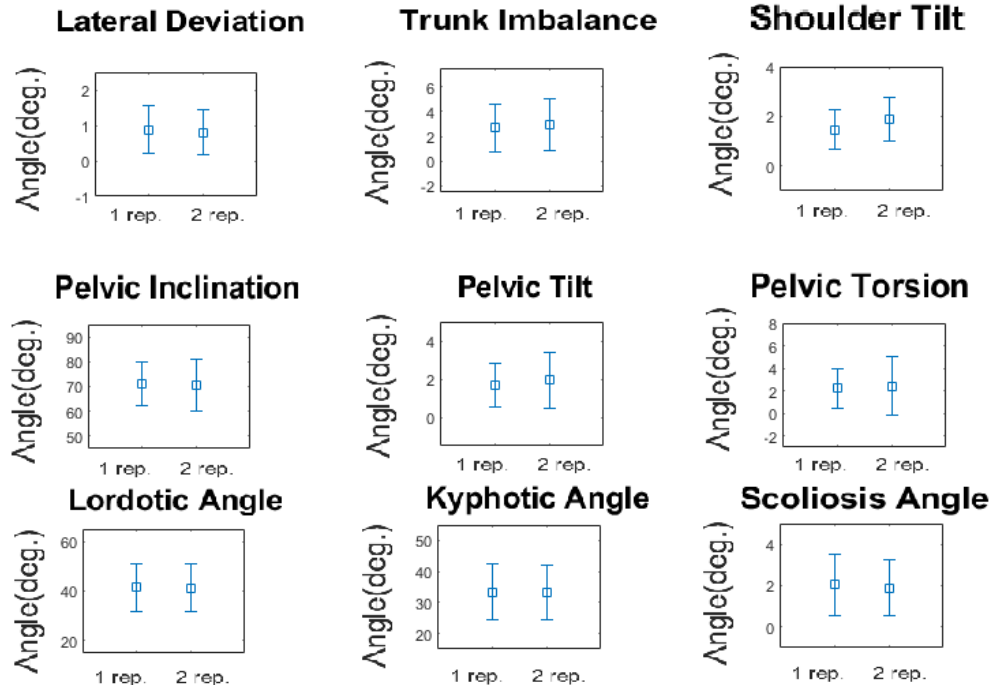 Lateral Deviation
Trunk Imbalance
Shoulder Tilt
Angle(deg.)
2
1
0
-1
1 rep. 2 rep.
Angle(deg.)
6
4
2
0
-2
1 rep. 2 rep.
Angle(deg.)
4
2
0
1 rep. 2 rep.
Pelvic Inclination
Pelvic Tilt
Pelvic Torsion
Angle(deg.)
90
80
70
60
50
1 rep. 2 rep.
Angle(deg.)
4
2
0
1 rep. 2 rep.
Angle(deg.)
8
6
4
2
0
-2
1 rep. 2 rep.
Lordotic Angle
Kyphotic Angle
Scoliosis Angle
Angle(deg.)
60
40
20
1 rep. 2 rep.
Angle(deg.)
50
40
30
20
1 rep. 2 rep.
Angle(deg.)
4
2
0
1 rep. 2 rep.